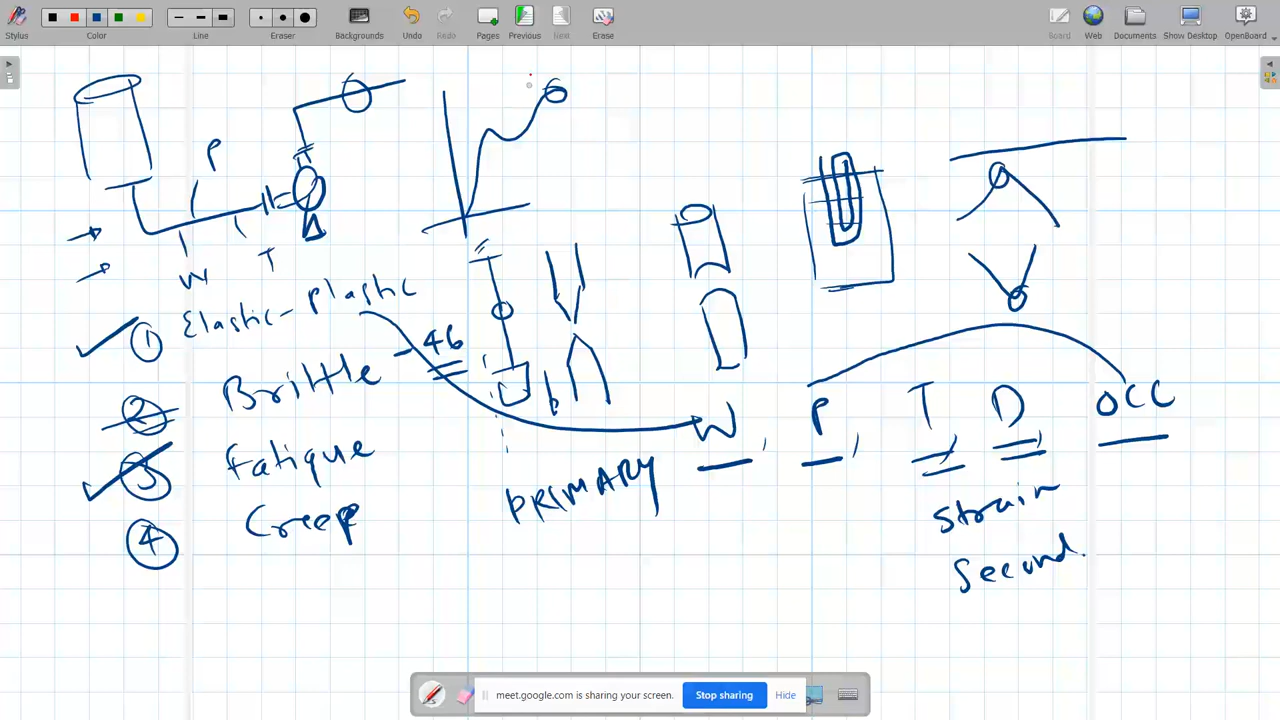 Stylus Color Line Eraser Backgrounds Undo Redo Pages Previous Next Erase Board Web Documents Show Desktop OpenBoard
P
W T
① Elastic-Plastic
② Brittle -46
③ Fatigue
④ Creep
W, P, T, D, OCC
PRIMARY
Strain
Second.
meet.google.com is sharing your screen. Stop sharing Hide